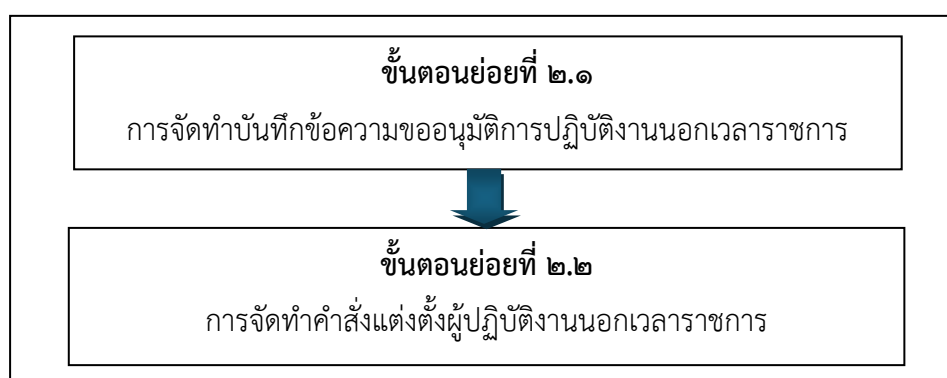 ขั้นตอนย่อยที่ ๒.๑
การจัดทำบันทึกข้อความขออนุมัติการปฏิบัติงานนอกเวลาราชการ
ขั้นตอนย่อยที่ ๒.๒
การจัดทำคำสั่งแต่งตั้งผู้ปฏิบัติงานนอกเวลาราชการ